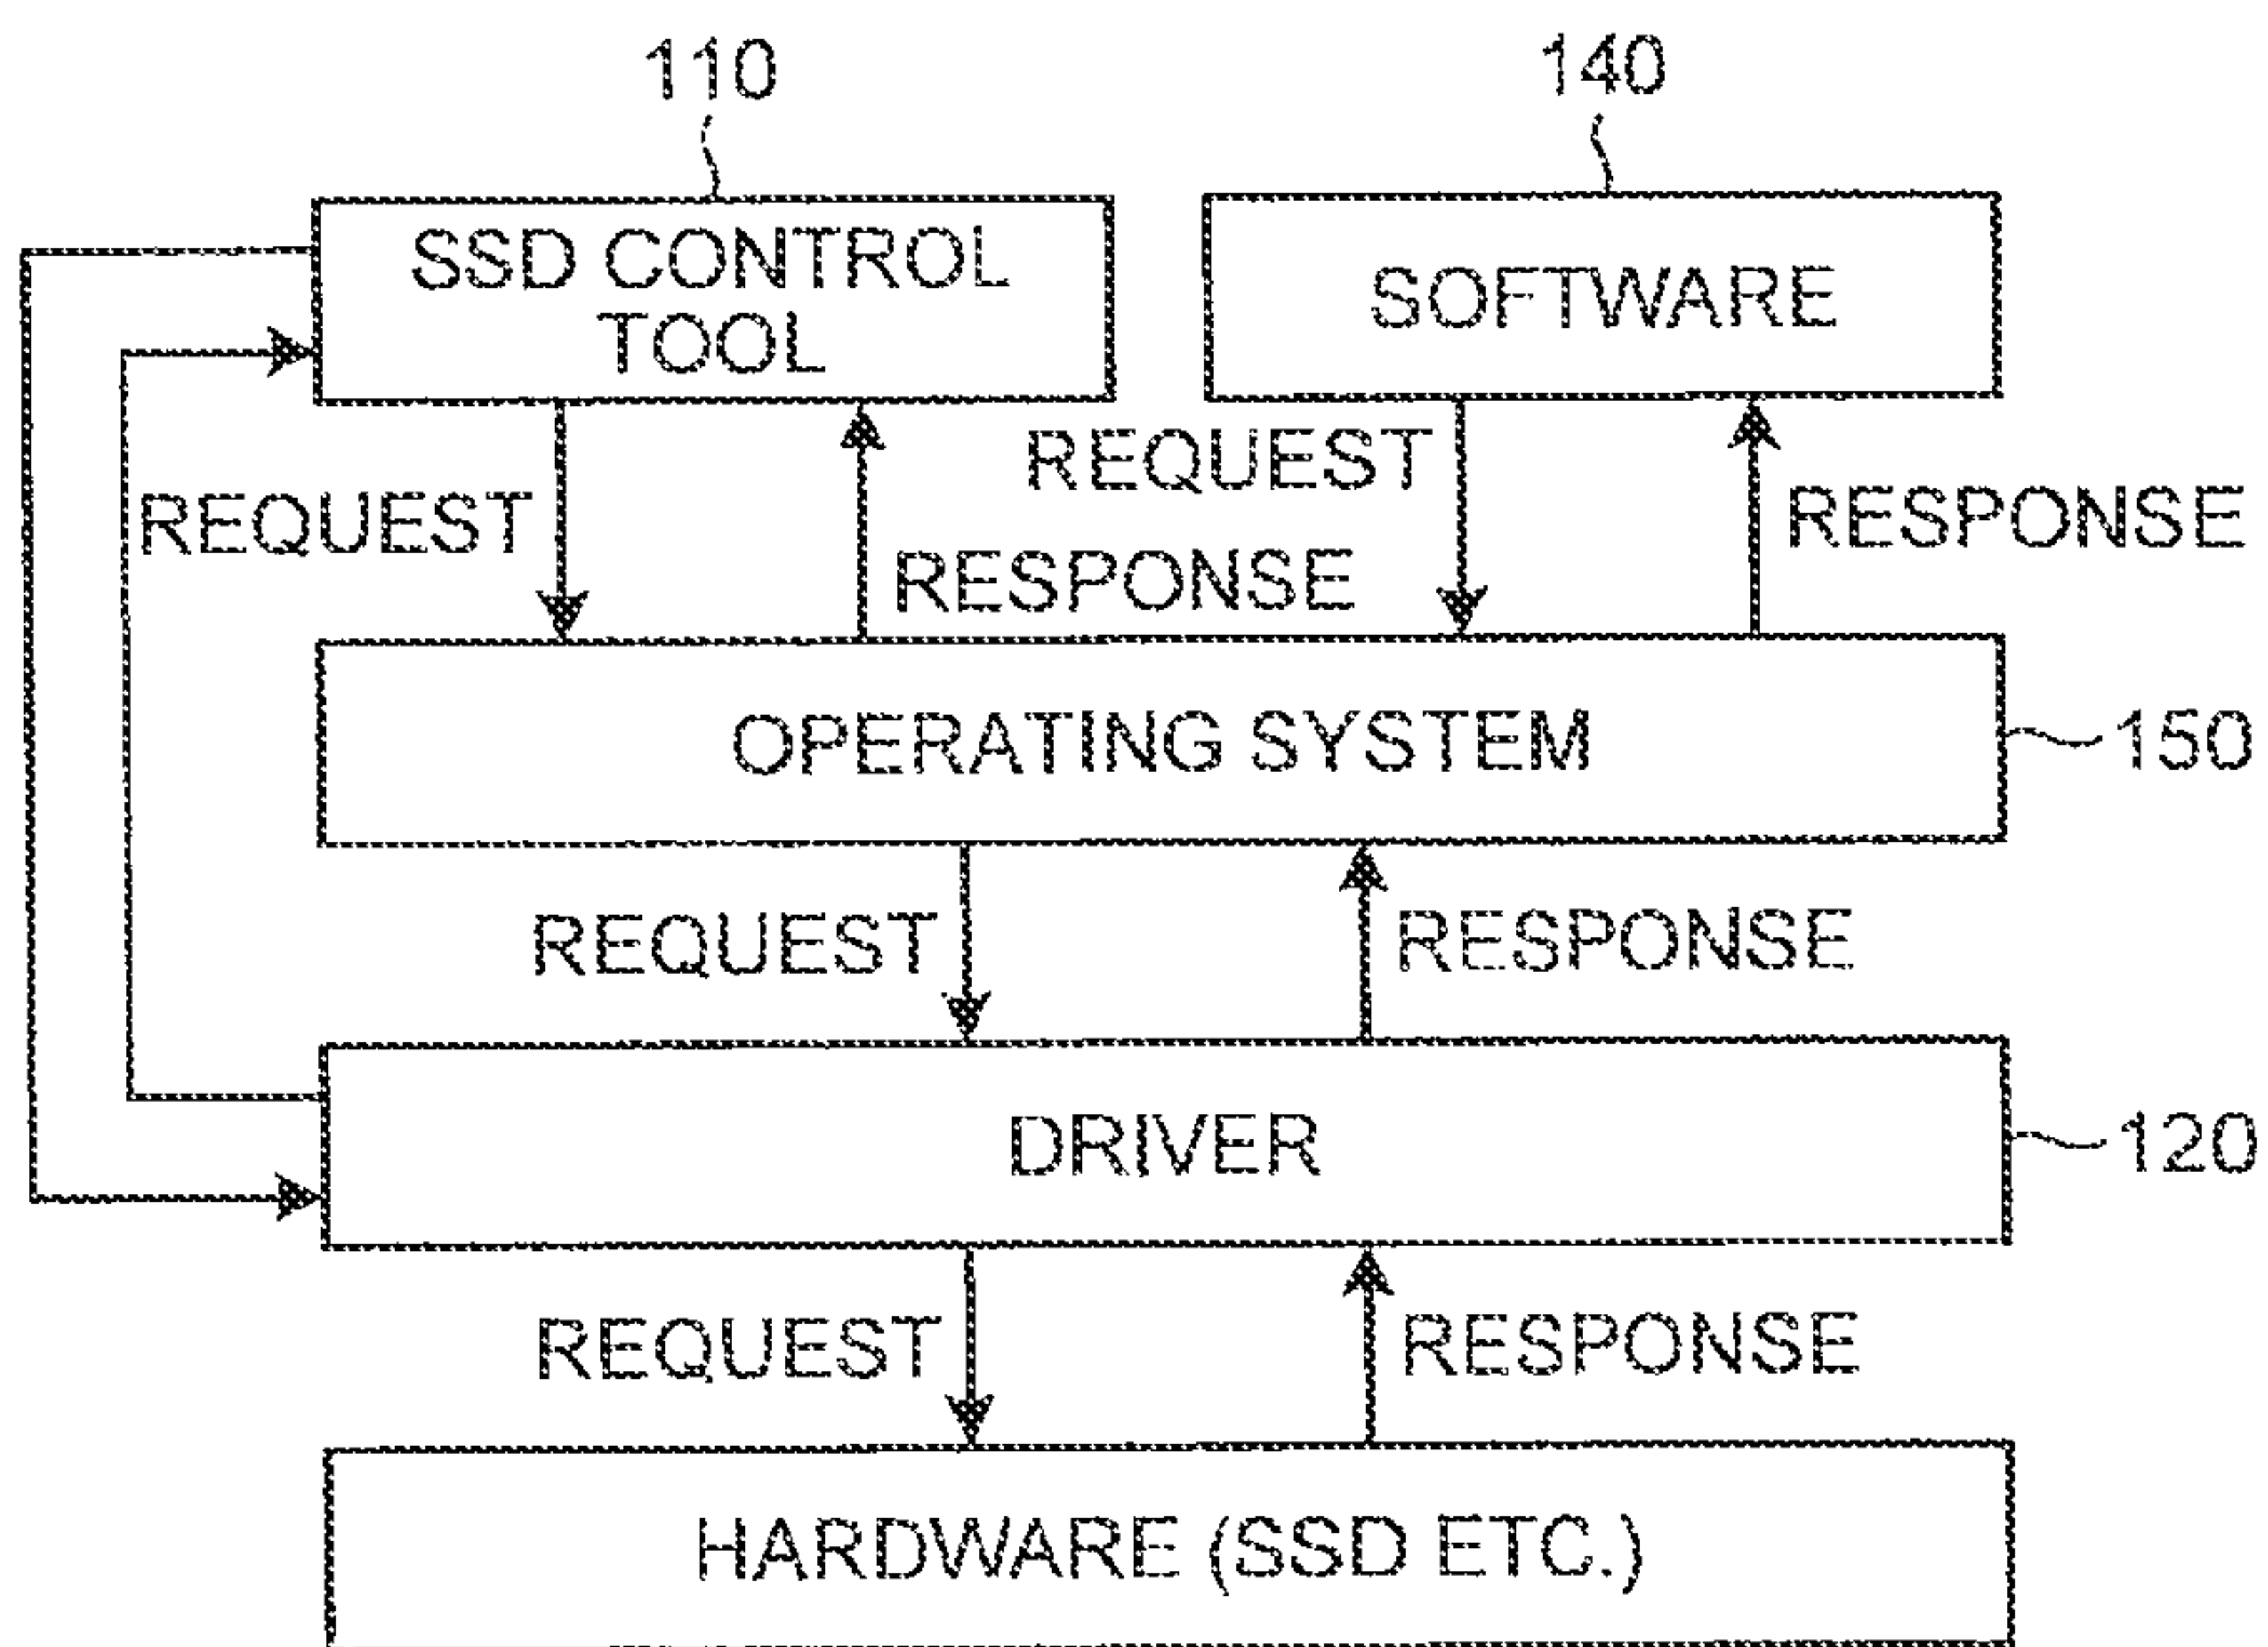 110
140
SSD CONTROL
TOOL
SOFTWARE
REQUEST
RESPONSE
REQUEST
RESPONSE
OPERATING SYSTEM
150
REQUEST
RESPONSE
DRIVER
120
REQUEST
RESPONSE
HARDWARE (SSD ETC.)